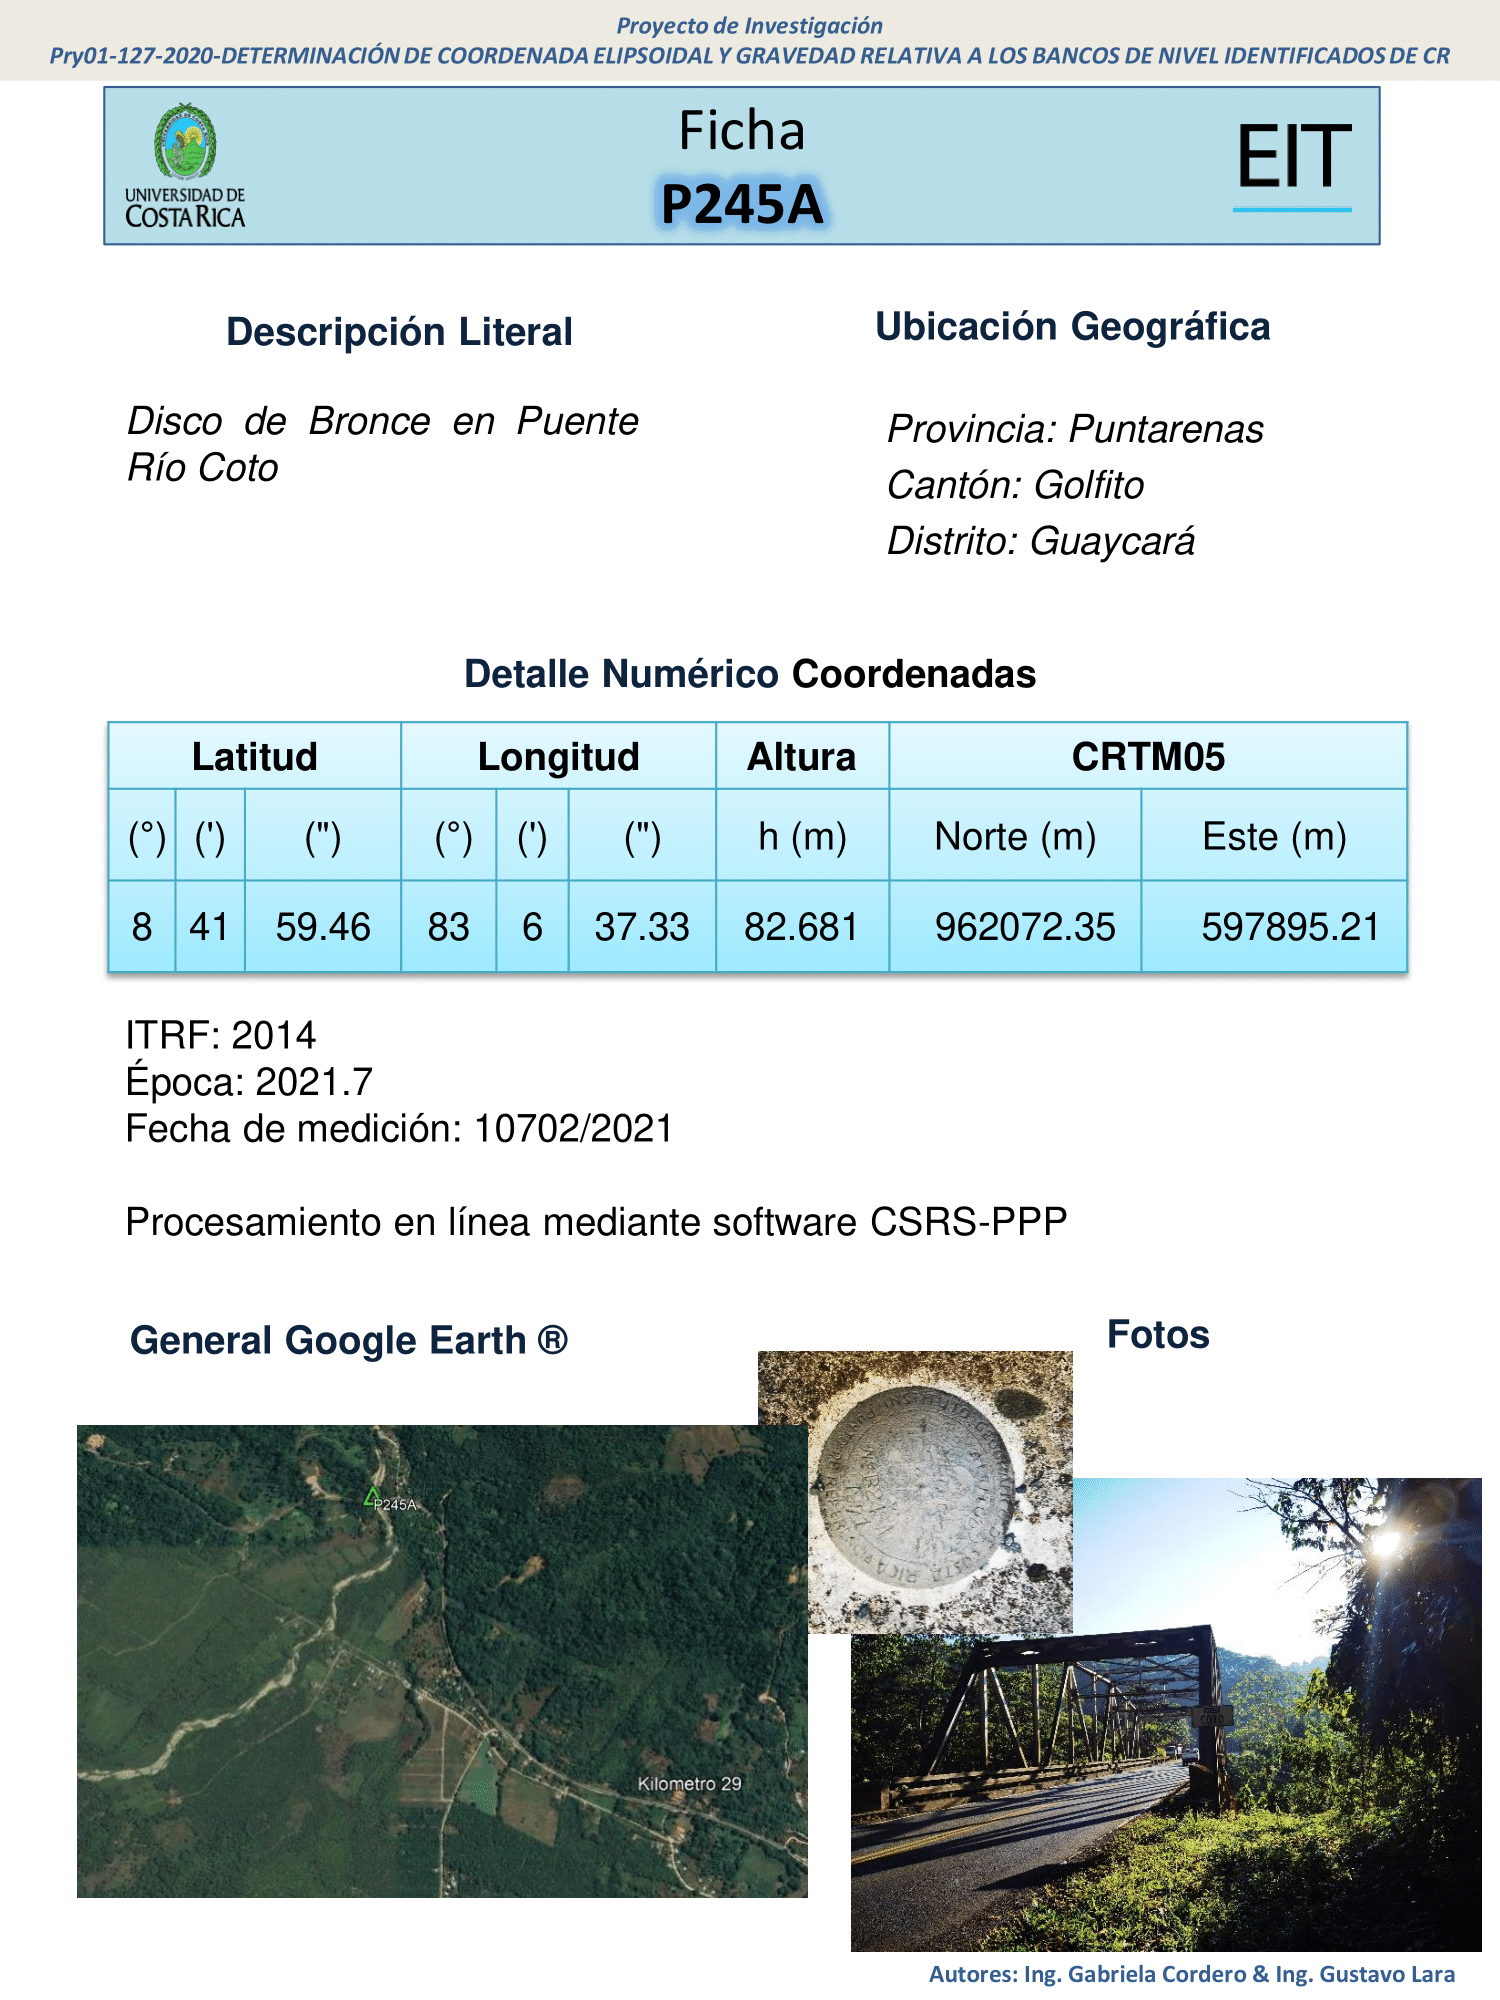 Proyecto de Investigación
Pry01-127-2020-DETERMINACIÓN DE COORDENADA ELIPSOIDAL Y GRAVEDAD RELATIVA A LOS BANCOS DE NIVEL IDENTIFICADOS DE CR
UNIVERSIDAD DE
COSTA RICA
Ficha
P245A
EIT
Descripción Literal
Disco de Bronce en Puente
Río Coto
Ubicación Geográfica
Provincia: Puntarenas
Cantón: Golfito
Distrito: Guaycará
Detalle Numérico Coordenadas
Latitud Longitud Altura CRTM05
(°) (') (") (°) (') (") h (m) Norte (m) Este (m)
8 41 59.46 83 6 37.33 82.681 962072.35 597895.21
ITRF: 2014
Época: 2021.7
Fecha de medición: 10702/2021
Procesamiento en línea mediante software CSRS-PPP
General Google Earth ®
Fotos
P245A
Kilometro 29
INSTITUTO
COSTA RICA
COTO
Autores: Ing. Gabriela Cordero & Ing. Gustavo Lara